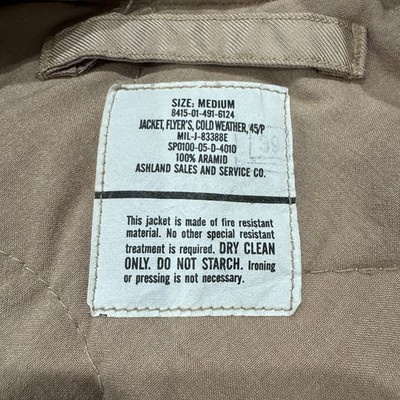 SIZE: MEDIUM
8415-01-491-6124
JACKET, FLYER'S, COLD WEATHER, 45/P
MIL-J-83388E
SPO100-05-D-4010
100% ARAMID
ASHLAND SALES AND SERVICE CO.
This jacket is made of fire resistant
material. No other special resistant
treatment is required. DRY CLEAN
ONLY. DO NOT STARCH. Ironing
or pressing is not necessary.